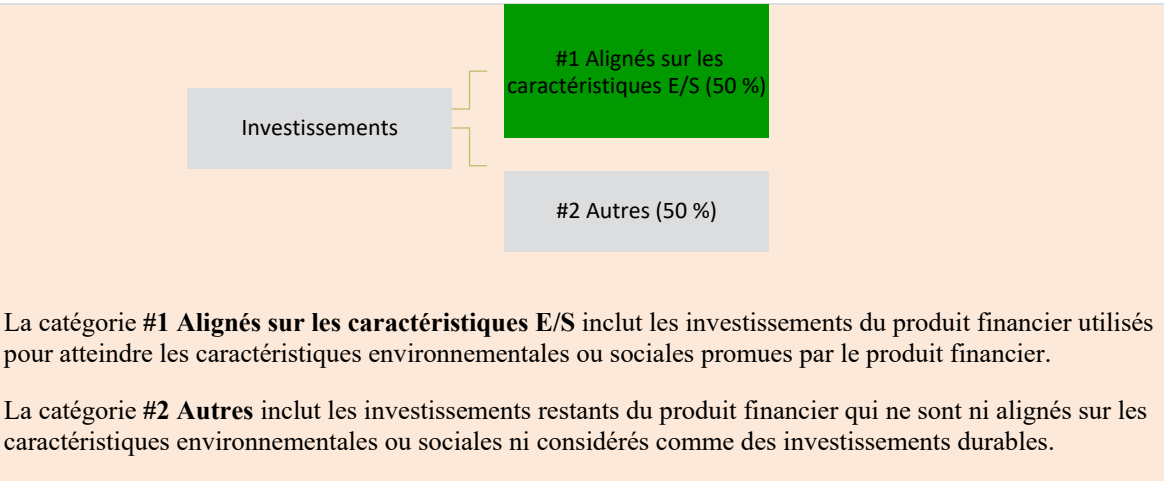 #1 Alignés sur les
caractéristiques E/S (50 %)
Investissements
#2 Autres (50 %)
La catégorie #1 Alignés sur les caractéristiques E/S inclut les investissements du produit financier utilisés
pour atteindre les caractéristiques environnementales ou sociales promues par le produit financier.
La catégorie #2 Autres inclut les investissements restants du produit financier qui ne sont ni alignés sur les
caractéristiques environnementales ou sociales ni considérés comme des investissements durables.